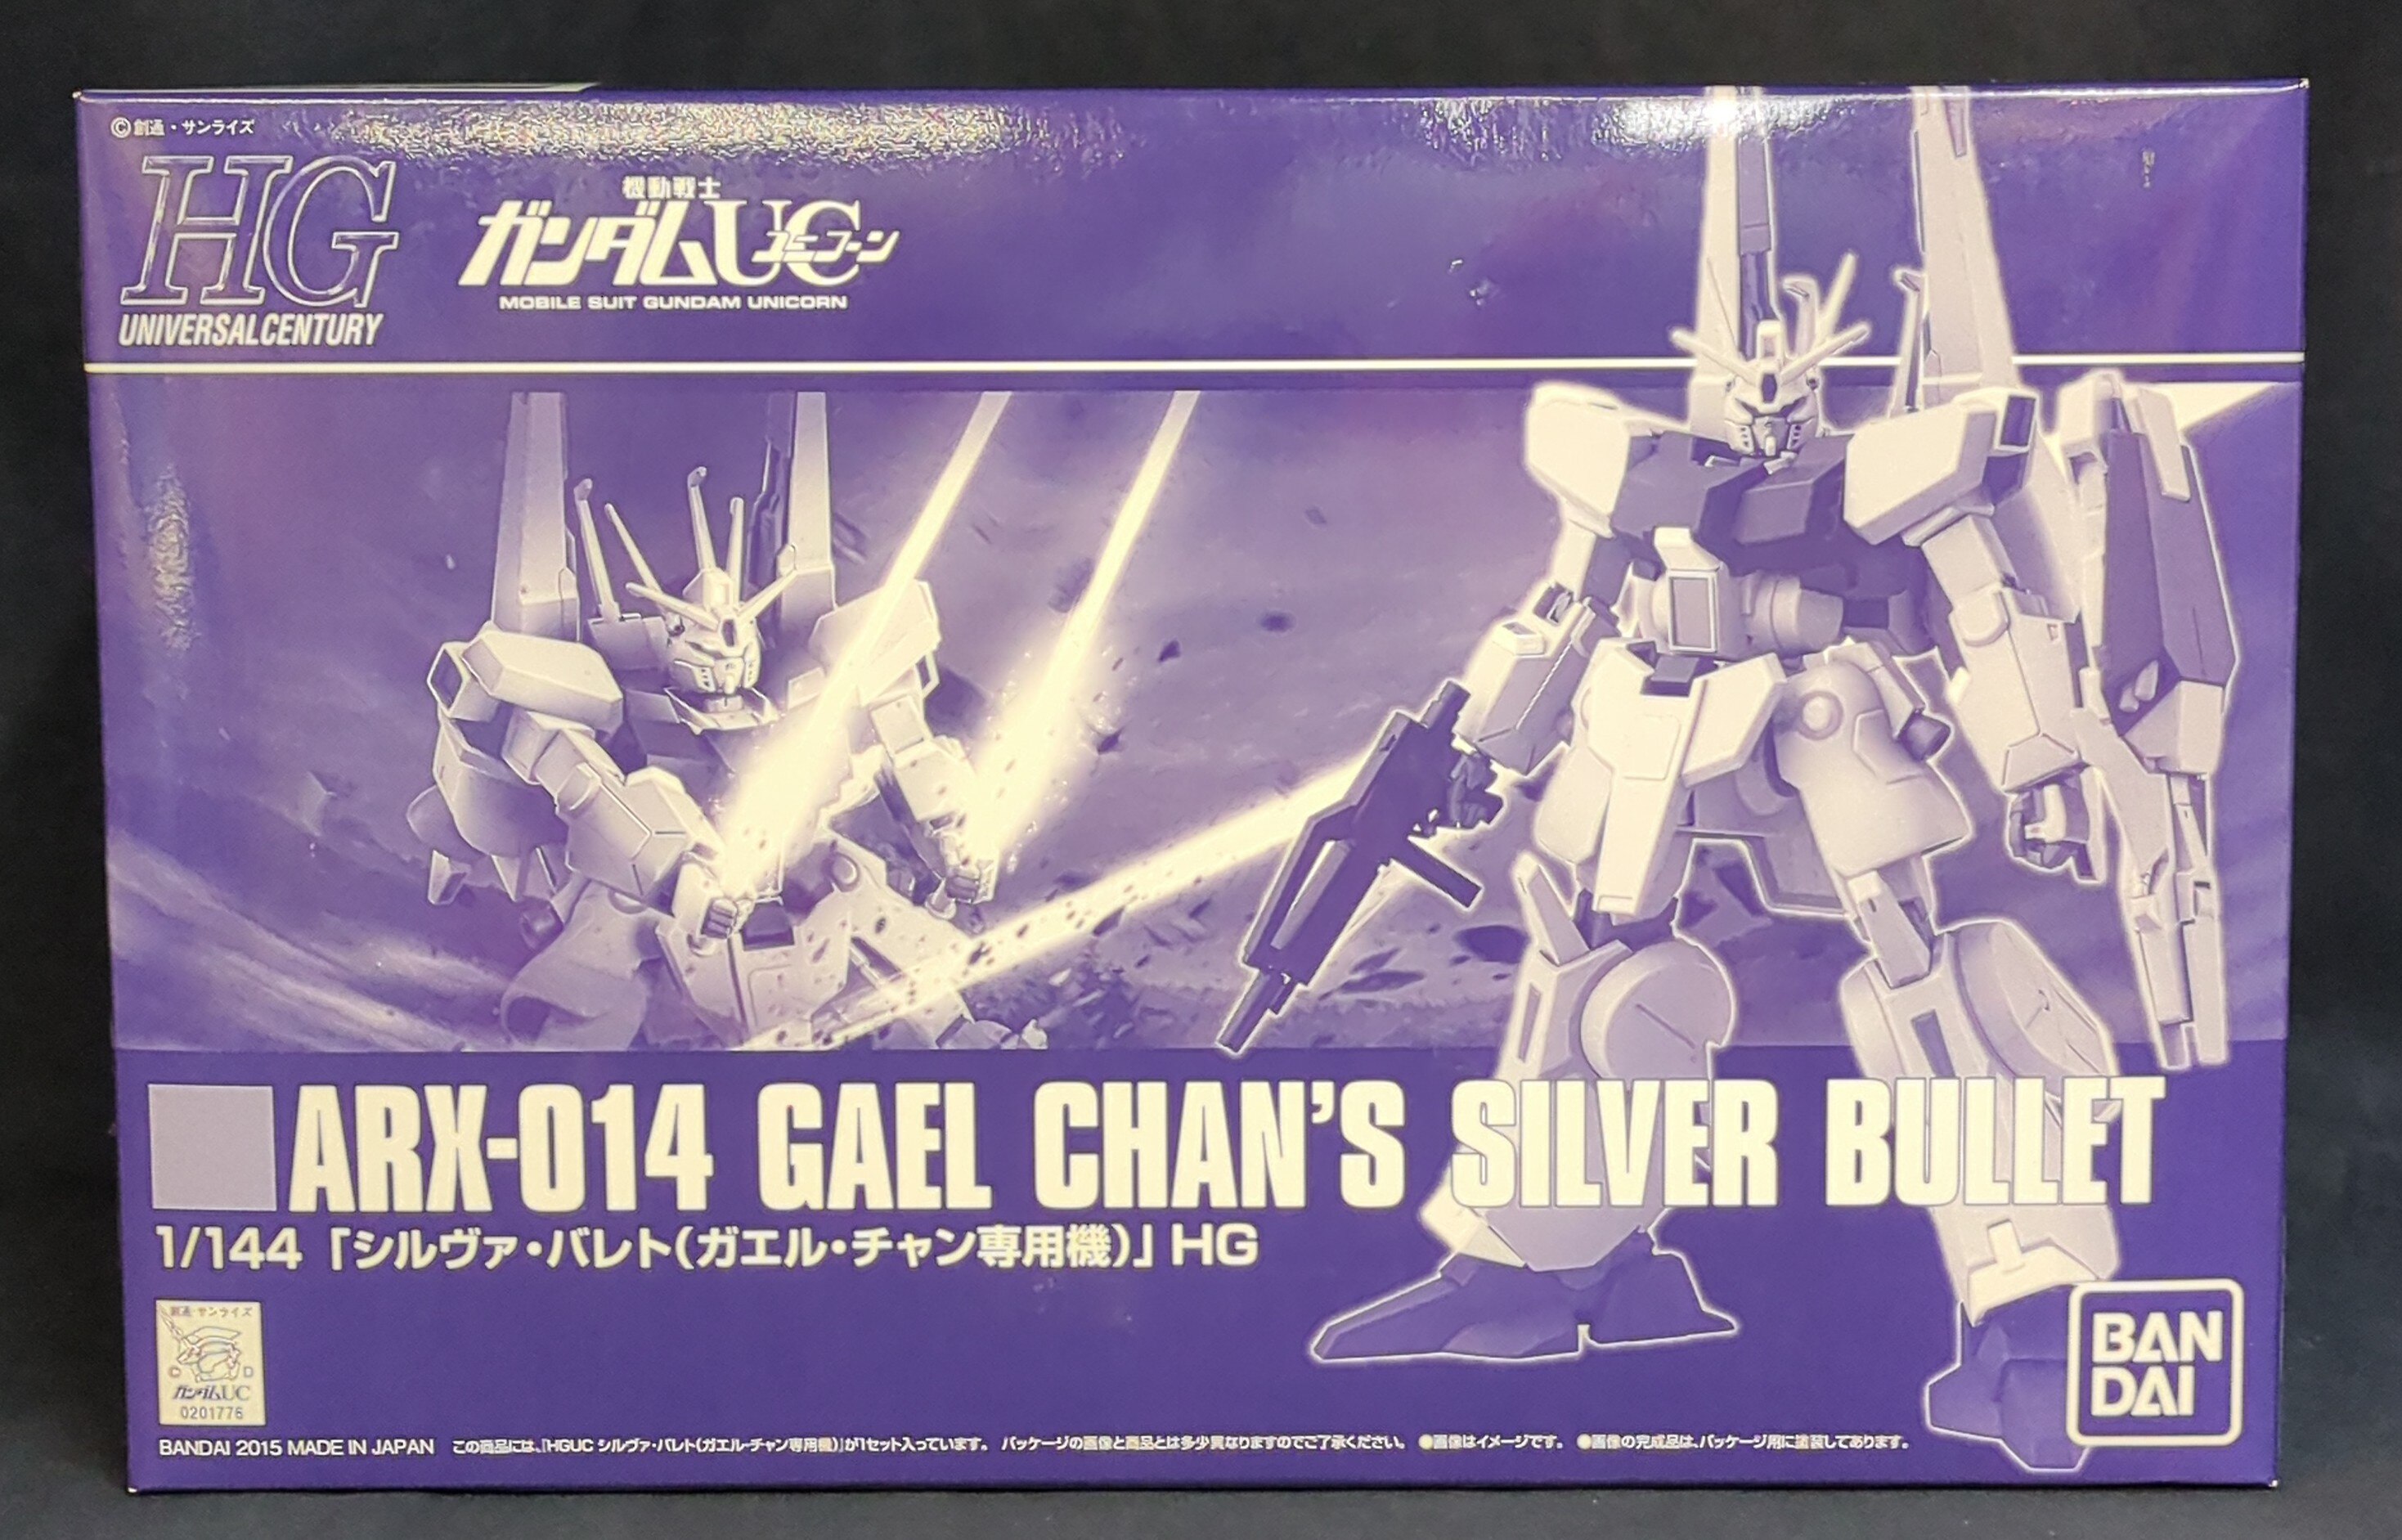 ©創通・サンライズ
HG
UNIVERSAL CENTURY
機動戦士
ガンダムUC
ユニコーン
MOBILE SUIT GUNDAM UNICORN
ARX-014 GAEL CHAN'S SILVER BULLET
1/144「シルヴァ・バレト(ガエル・チャン専用機)」HG
創通・サンライズ
C D
ガンダムUC
0201776
BAN
DAI
BANDAI 2015 MADE IN JAPAN この商品には、『HGUC シルヴァ・バレト(ガエル・チャン専用機)』が1セット入っています。 パッケージの画像と商品とは多少異なりますのでご了承ください。 ●画像はイメージです。 ●画像の完成品は、パッケージ用に塗装してあります。